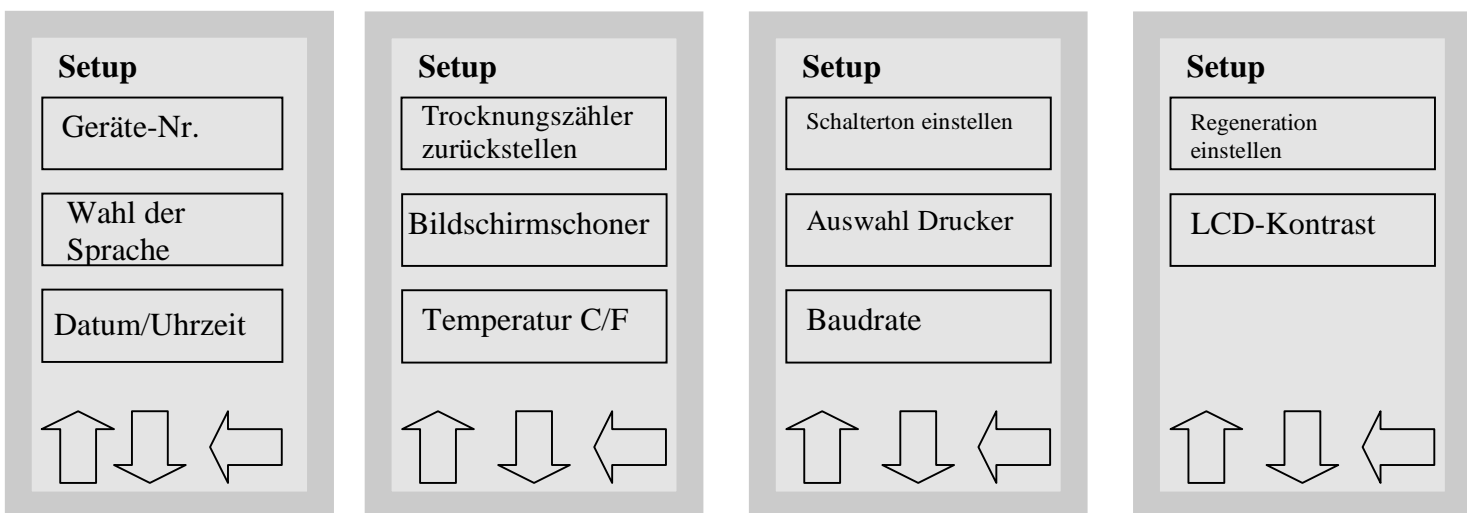 Setup
Geräte-Nr.
Wahl der
Sprache
Datum/Uhrzeit
Setup
Trocknungszähler
zurückstellen
Bildschirmschoner
Temperatur C/F
Setup
Schalterton einstellen
Auswahl Drucker
Baudrate
Setup
Regeneration
einstellen
LCD-Kontrast